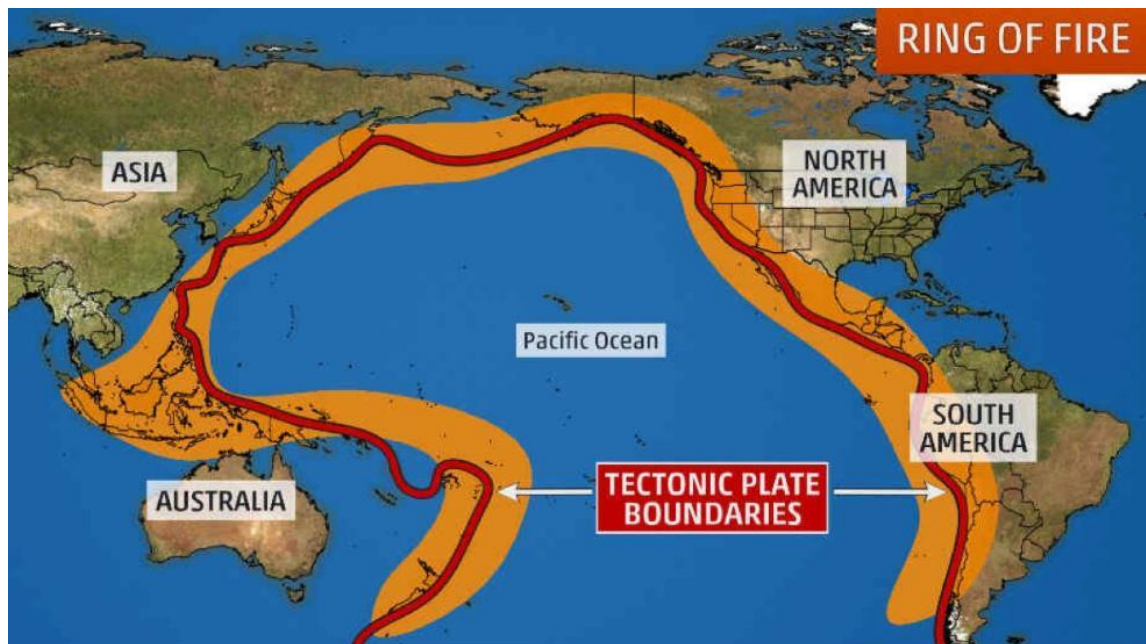 RING OF FIRE
ASIA
NORTH
AMERICA
Pacific Ocean
SOUTH
AMERICA
AUSTRALIA
TECTONIC PLATE
BOUNDARIES